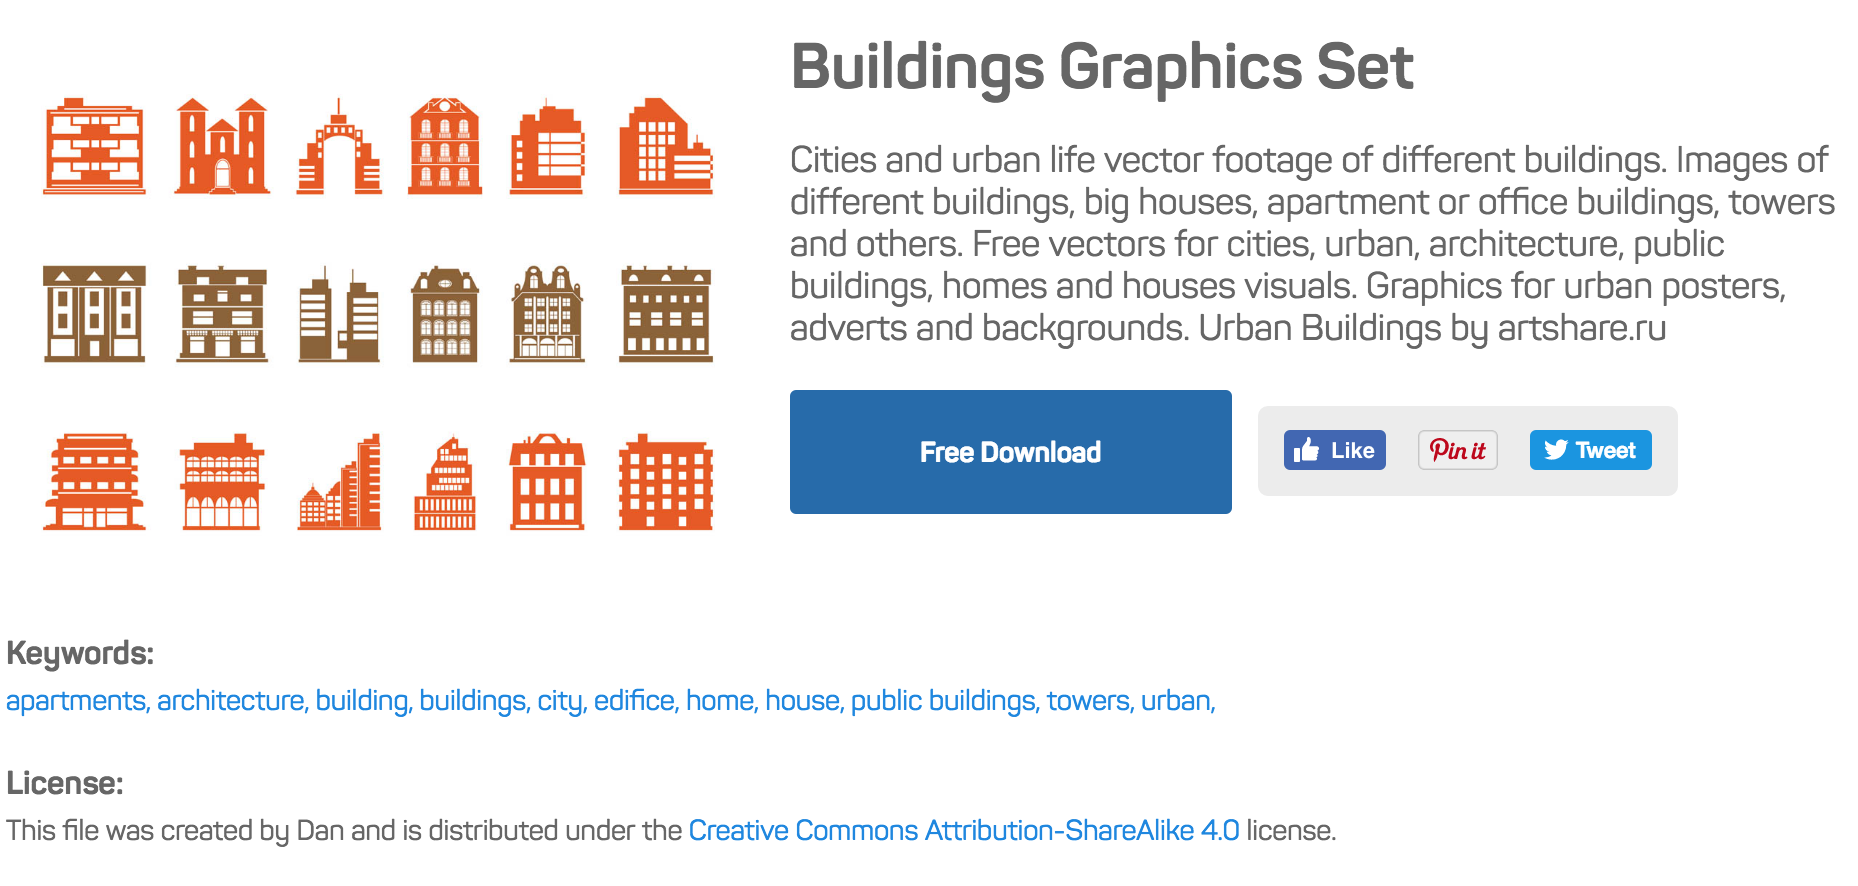 Buildings Graphics Set
Cities and urban life vector footage of different buildings. Images of
different buildings, big houses, apartment or office buildings, towers
and others. Free vectors for cities, urban, architecture, public
buildings, homes and houses visuals. Graphics for urban posters,
adverts and backgrounds. Urban Buildings by artshare.ru
Free Download
Like
Pin it
Tweet
Keywords:
apartments, architecture, building, buildings, city, edifice, home, house, public buildings, towers, urban,
License:
This file was created by Dan and is distributed under the Creative Commons Attribution-ShareAlike 4.0 license.